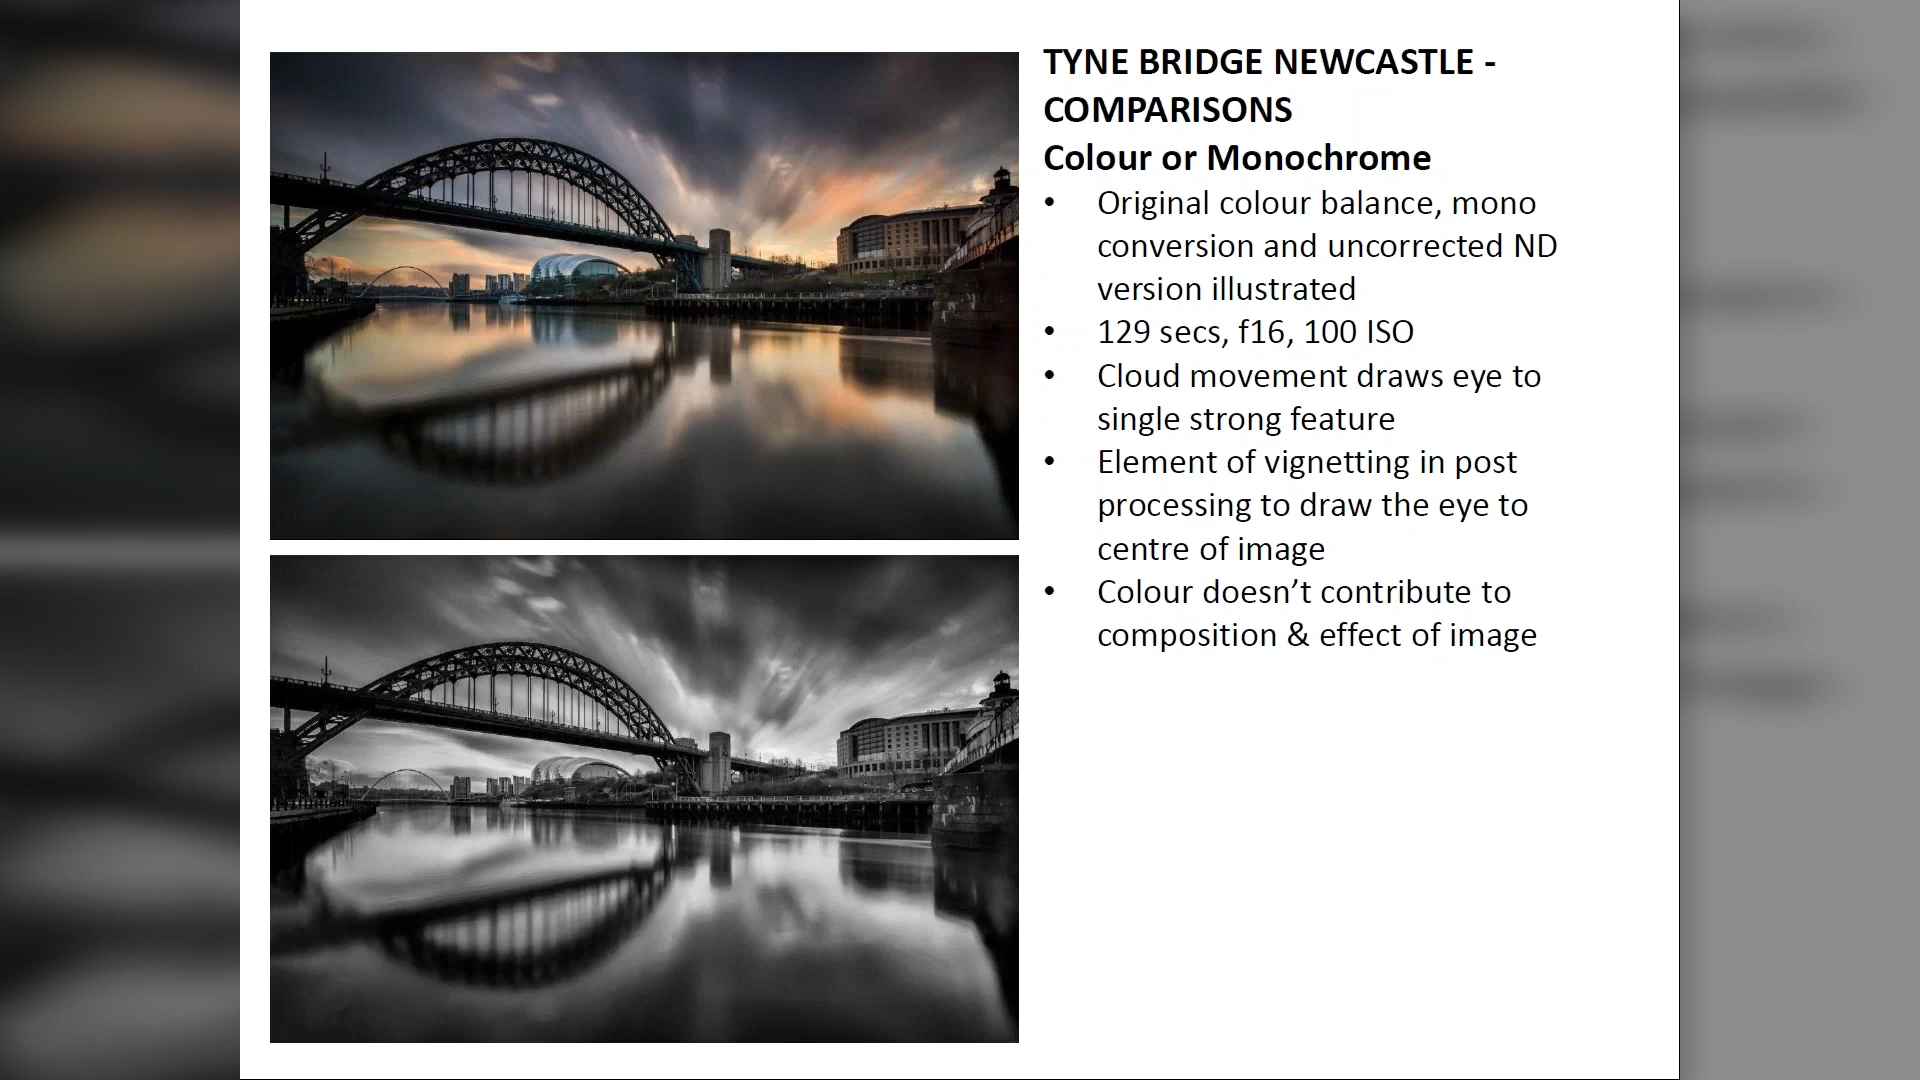 TYNE BRIDGE NEWCASTLE -
COMPARISONS
Colour or Monochrome
• Original colour balance, mono
conversion and uncorrected ND
version illustrated
• 129 secs, f16, 100 ISO
• Cloud movement draws eye to
single strong feature
• Element of vignetting in post
processing to draw the eye to
centre of image
• Colour doesn’t contribute to
composition & effect of image